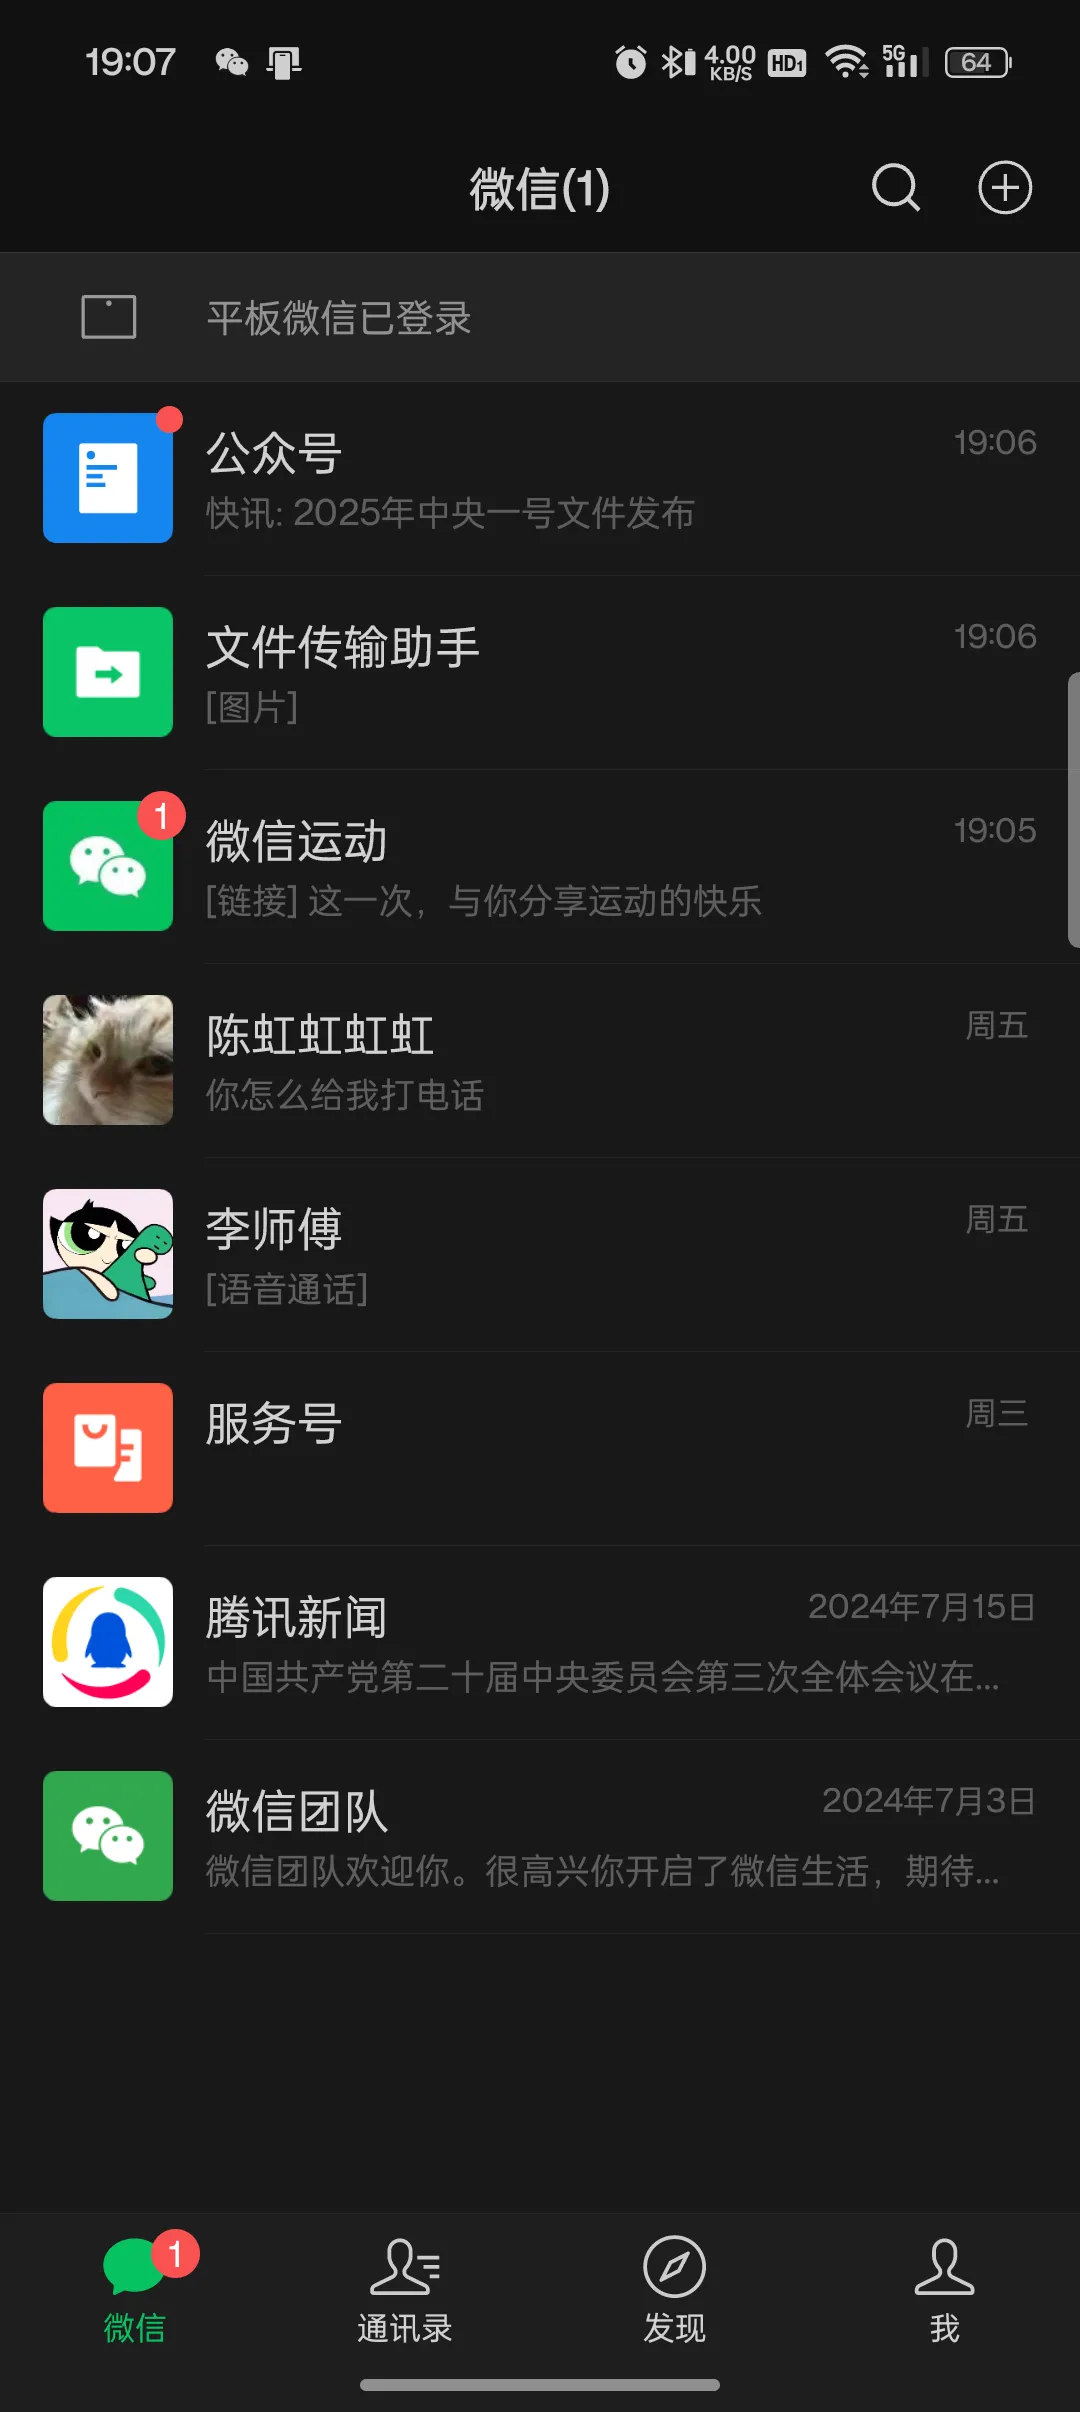 19:07
4.00
KB/S
HD1
5G
64
微信(1)
平板微信已登录
公众号
19:06
快讯: 2025年中央一号文件发布
文件传输助手
19:06
[图片]
1
微信运动
19:05
[链接] 这一次，与你分享运动的快乐
陈虹虹虹虹
周五
你怎么给我打电话
李师傅
周五
[语音通话]
服务号
周三
腾讯新闻
2024年7月15日
中国共产党第二十届中央委员会第三次全体会议在...
微信团队
2024年7月3日
微信团队欢迎你。很高兴你开启了微信生活，期待...
1
微信
通讯录
发现
我